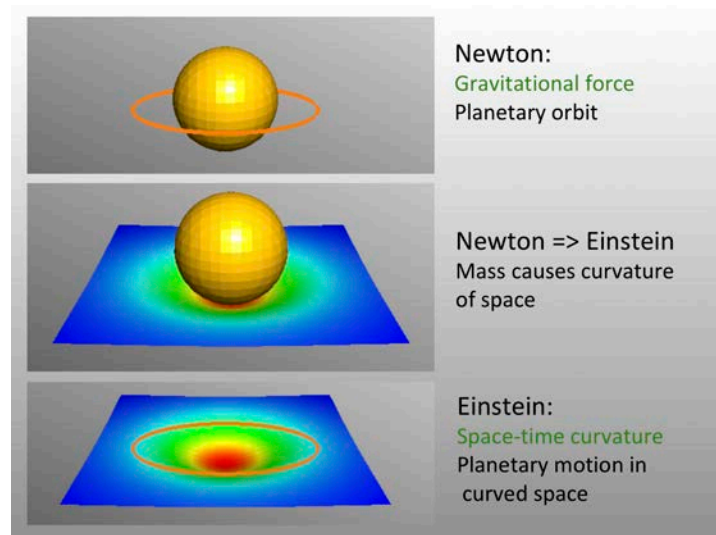 Newton:
Gravitational force
Planetary orbit
Newton => Einstein
Mass causes curvature
of space
Einstein:
Space-time curvature
Planetary motion in
curved space